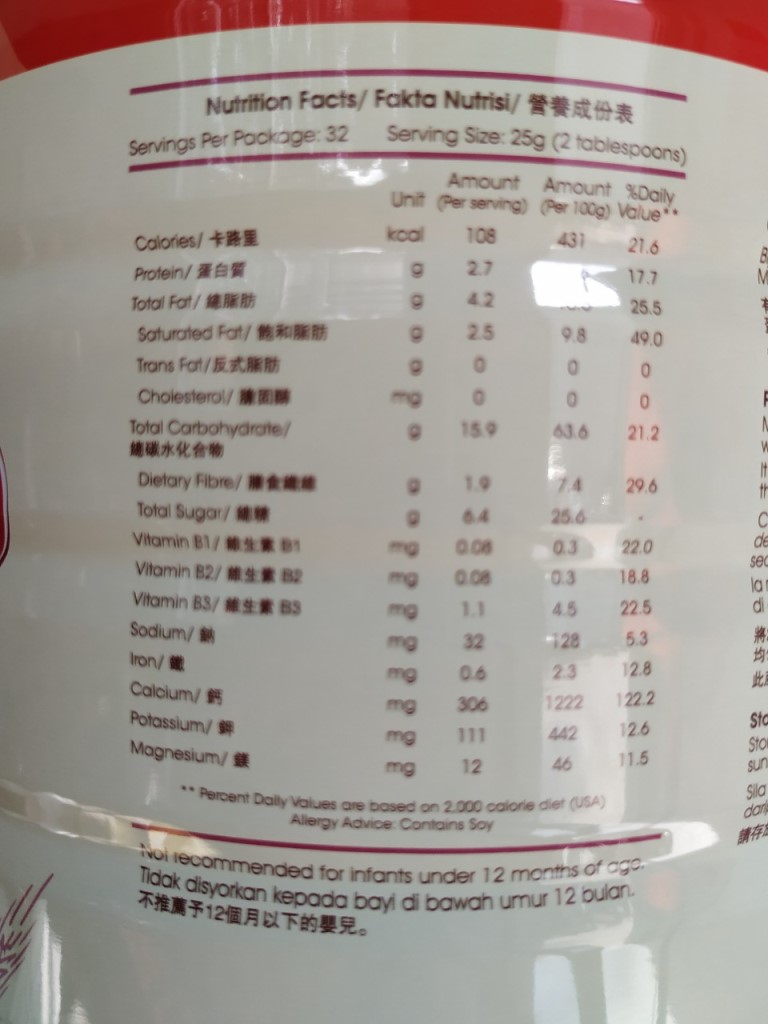 Nutrition Facts/ Fakta Nutrisi/ 營養成份表
Servings Per Package: 32 Serving Size: 25g (2 tablespoons)
Unit Amount (Per serving) Amount (Per 100g) %Daily Value**
Calories/ 卡路里 kcal 108 431 21.6
Protein/ 蛋白質 g 2.7 17.7
Total Fat/ 總脂肪 g 4.2 25.5
Saturated Fat/ 飽和脂肪 g 2.5 9.8 49.0
Trans Fat/反式脂肪 g 0 0 0
Cholesterol/ 膽固醇 mg 0 0 0
Total Carbohydrate/ g 15.9 63.6 21.2
總碳水化合物
Dietary Fibre/ 膳食纖維 g 1.9 7.4 29.6
Total Sugar/ 總糖 g 6.4 25.6 -
Vitamin B1/ 維生素 B1 mg 0.08 0.3 22.0
Vitamin B2/ 維生素 B2 mg 0.08 0.3 18.8
Vitamin B3/ 維生素 B3 mg 1.1 4.5 22.5
Sodium/ 鈉 mg 32 128 5.3
Iron/ 鐵 mg 0.6 2.3 12.8
Calcium/ 鈣 mg 306 1222 122.2
Potassium/ 鉀 mg 111 442 12.6
Magnesium/ 鎂 mg 12 46 11.5
** Percent Daily Values are based on 2,000 calorie diet (USA)
Allergy Advice: Contains Soy
Not recommended for infants under 12 months of age.
Tidak disyorkan kepada bayi di bawah umur 12 bulan.
不推薦予12個月以下的嬰兒。